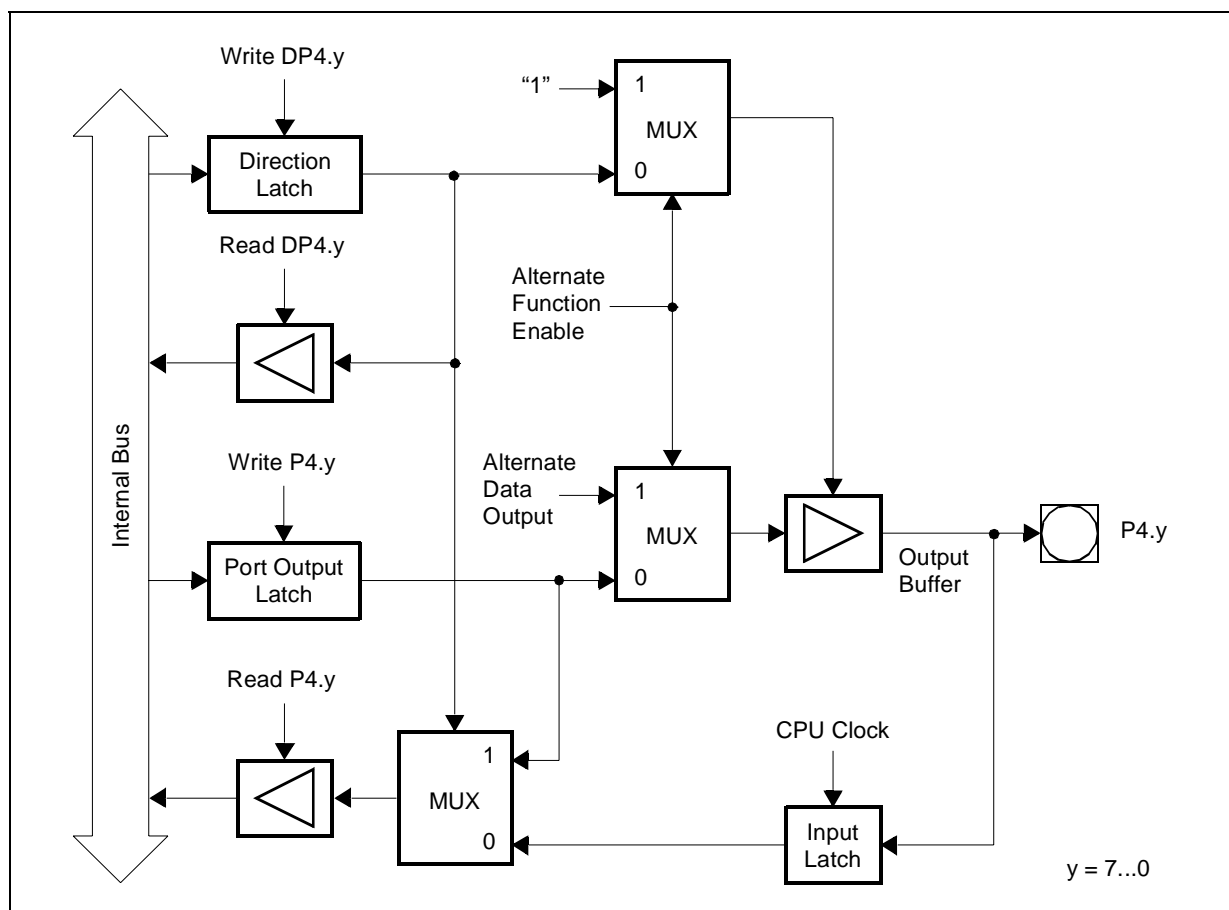 Write DP4.y
“1”
1
MUX
0
Direction
Latch
Read DP4.y
Alternate
Function
Enable
Internal Bus
Write P4.y
Alternate
Data
Output
1
MUX
0
P4.y
Output
Buffer
Port Output
Latch
Read P4.y
CPU Clock
1
MUX
0
Input
Latch
y = 7...0